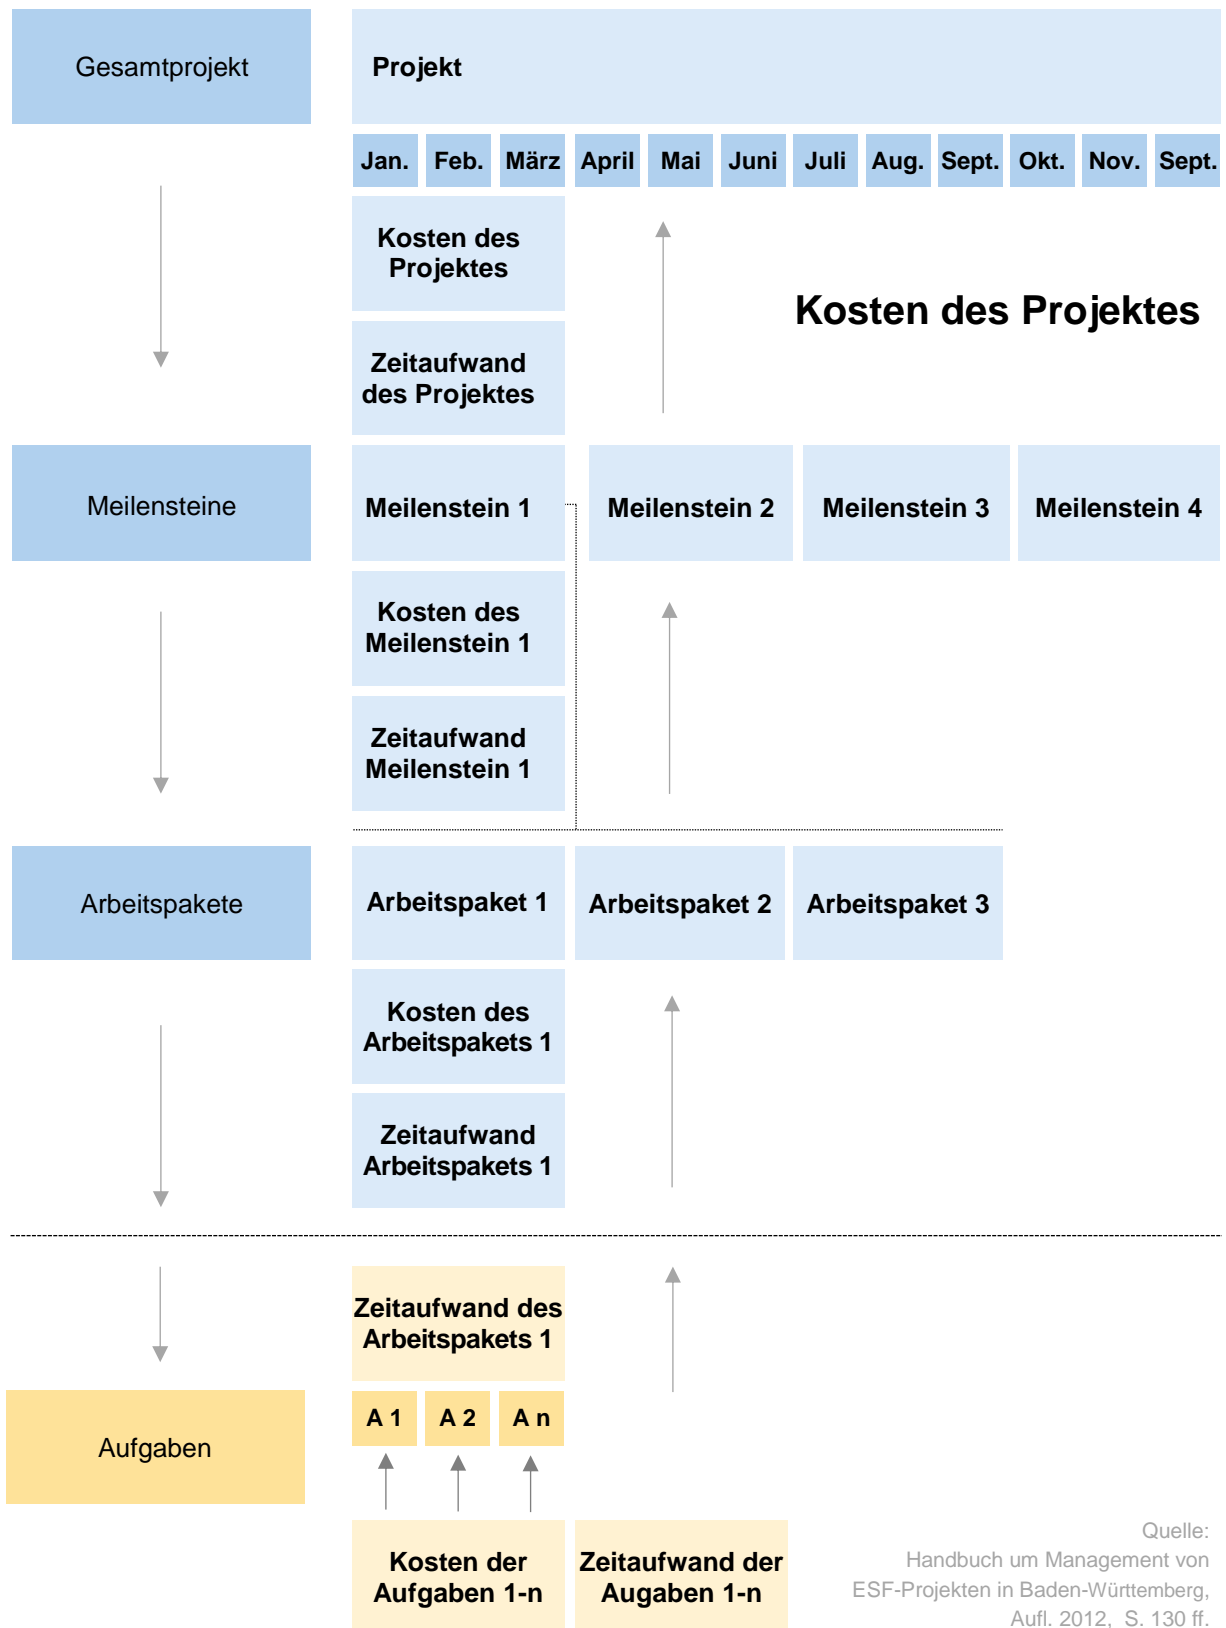 Gesamtprojekt
Projekt
Jan. Feb. März April Mai Juni Juli Aug. Sept. Okt. Nov. Sept.
Kosten des
Projektes
Kosten des Projektes
Zeitaufwand
des Projektes
Meilensteine
Meilenstein 1
Meilenstein 2
Meilenstein 3
Meilenstein 4
Kosten des
Meilenstein 1
Zeitaufwand
Meilenstein 1
Arbeitspakete
Arbeitspaket 1
Arbeitspaket 2
Arbeitspaket 3
Kosten des
Arbeitspakets 1
Zeitaufwand
Arbeitspakets 1
Zeitaufwand des
Arbeitspakets 1
Aufgaben
A 1 A 2 A n
Kosten der
Aufgaben 1-n
Zeitaufwand der
Augaben 1-n
Quelle:
Handbuch um Management von
ESF-Projekten in Baden-Württemberg,
Aufl. 2012, S. 130 ff.